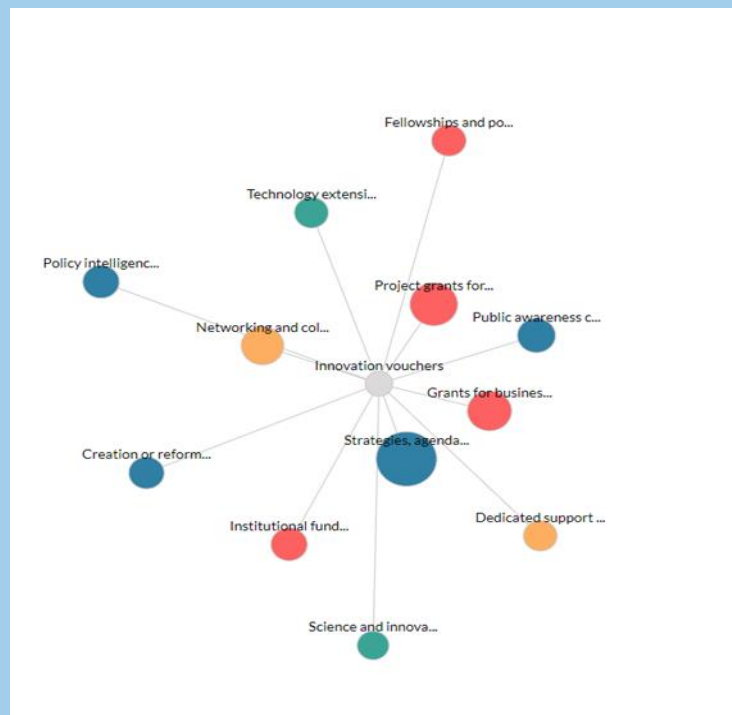 Fellowships and po...
Technology extensi...
Policy intelligenc...
Project grants for...
Public awareness c...
Networking and col...
Innovation vouchers
Grants for busines...
Strategies, agenda...
Creation or reform...
Dedicated support ...
Institutional fund...
Science and innova...